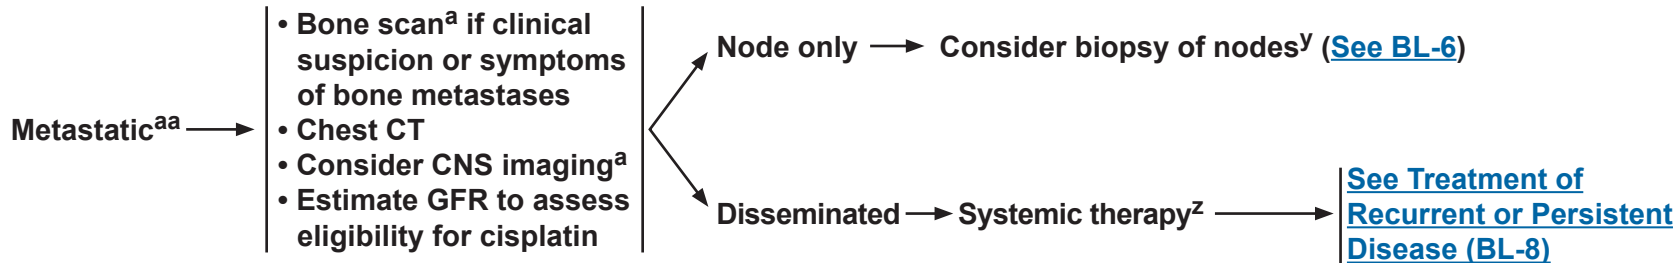 Metastaticaa
• Bone scana if clinical
suspicion or symptoms
of bone metastases
• Chest CT
• Consider CNS imaginga
• Estimate GFR to assess
eligibility for cisplatin
Node only
Consider biopsy of nodesy (See BL-6)
Disseminated
Systemic therapyz
See Treatment of
Recurrent or Persistent
Disease (BL-8)